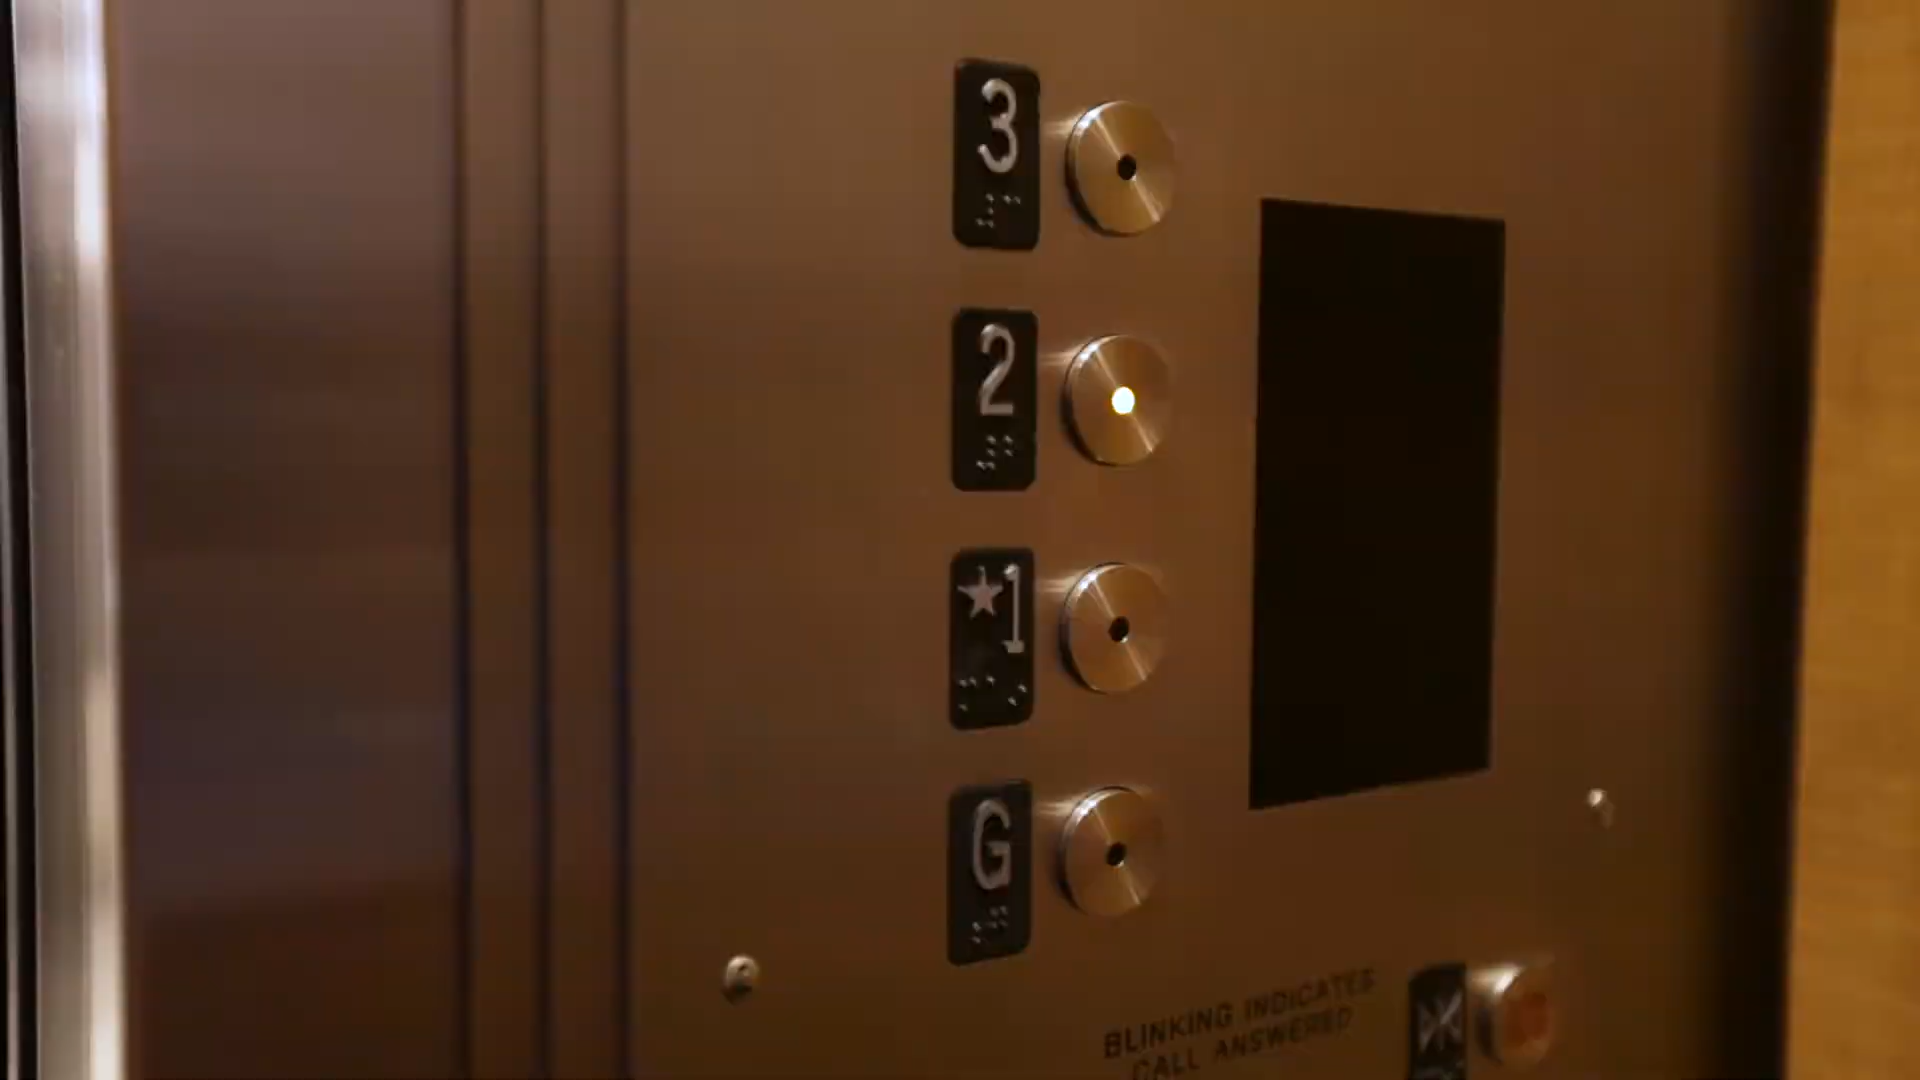 3
2
★1
G
BLINKING INDICATES
CALL ANSWERED